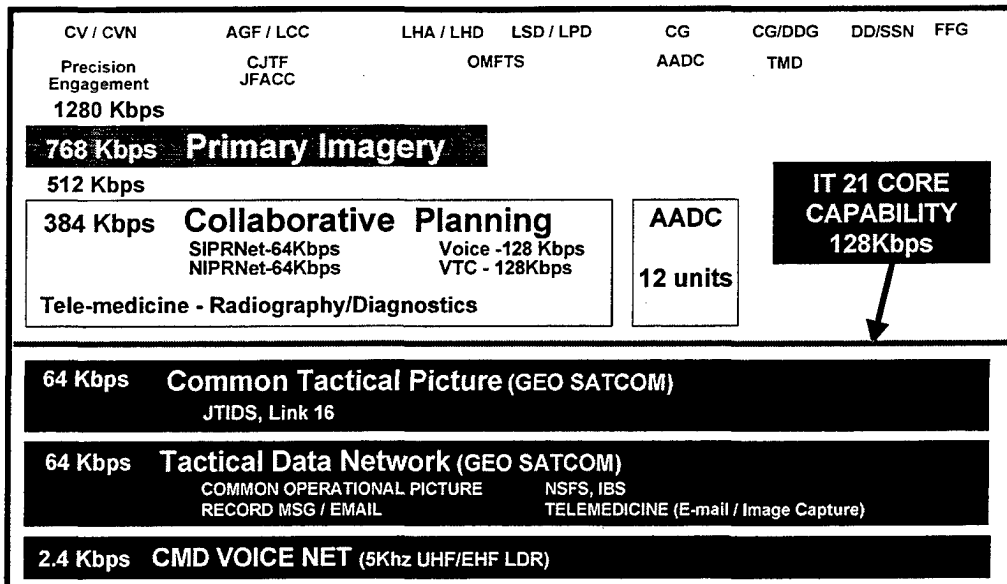 CV / CVN AGF / LCC LHA / LHD LSD / LPD CG CG/DDG DD/SSN FFG
Precision Engagement CJTF JFACC OMFTS AADC TMD
1280 Kbps
768 Kbps Primary Imagery
512 Kbps
384 Kbps Collaborative Planning
SIPRNet-64Kbps Voice -128 Kbps
NIPRNet-64Kbps VTC - 128Kbps
Tele-medicine - Radiography/Diagnostics
AADC
12 units
IT 21 CORE
CAPABILITY
128Kbps
64 Kbps Common Tactical Picture (GEO SATCOM)
JTIDS, Link 16
64 Kbps Tactical Data Network (GEO SATCOM)
COMMON OPERATIONAL PICTURE NSFS, IBS
RECORD MSG / EMAIL TELEMEDICINE (E-mail / Image Capture)
2.4 Kbps CMD VOICE NET (5Khz UHF/EHF LDR)